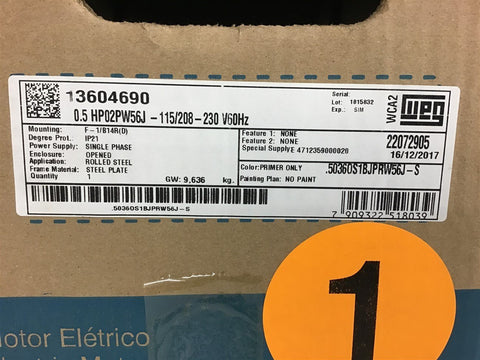 13604690
0.5 HP02PW56J -115/208-230 V60Hz
Serial:
Lot: 1815832
Exp.: SIM
WCA2
WEG
Mounting: F-1/B14R(D)
Degree Prot.: IP21
Power Supply: SINGLE PHASE
Enclosure: OPENED
Application: ROLLED STEEL
Frame Material: STEEL PLATE
Quantity: 1
GW: 9,636 kg.
Feature 1: NONE
Feature 2: NONE
Special SupplyE 4712359000020
22072905
16/12/2017
Color:PRIMER ONLY
Painting Plan: NO PAINT
.5036OS1BJPRW56J-S
.5036OS1BJPRW56J-S
7 909322 518039
1
Motor Elétrico